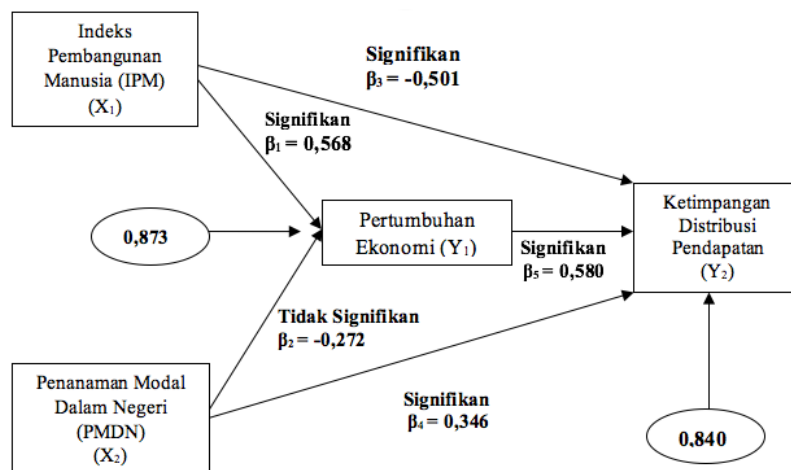 Indeks
Pembangunan
Manusia (IPM)
(X₁)
Signifikan
β₃ = -0,501
Signifikan
β₁ = 0,568
0,873
Pertumbuhan
Ekonomi (Y₁)
Signifikan
β₅ = 0,580
Ketimpangan
Distribusi
Pendapatan
(Y₂)
Tidak Signifikan
β₂ = -0,272
Penanaman Modal
Dalam Negeri
(PMDN)
(X₂)
Signifikan
β₄ = 0,346
0,840